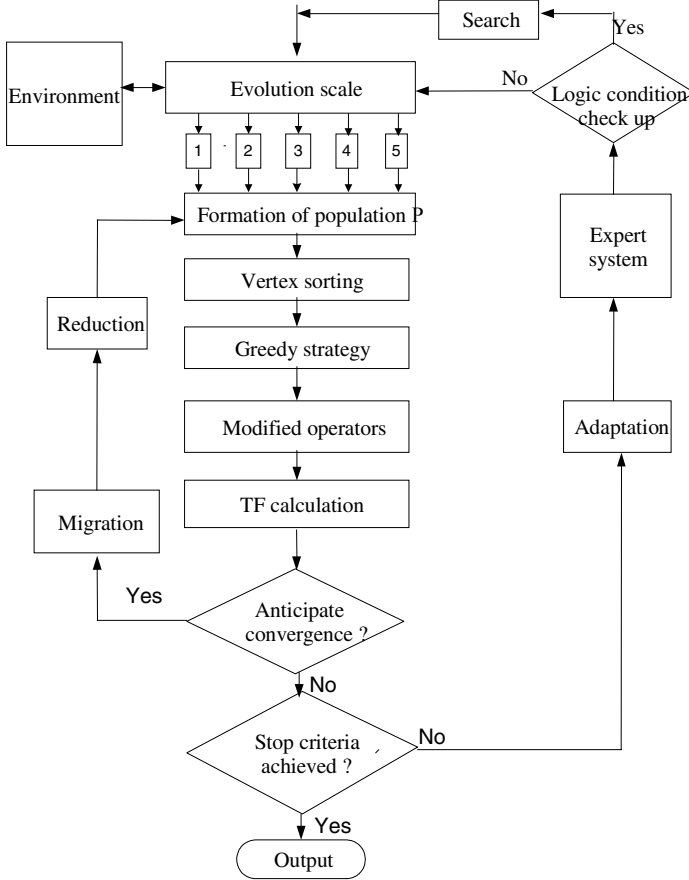 Search
Yes
Environment
Evolution scale
No
Logic condition
check up
1
2
3
4
5
Formation of population P
Expert
system
Vertex sorting
Reduction
Greedy strategy
Modified operators
Adaptation
TF calculation
Migration
Yes
Anticipate
convergence ?
No
Stop criteria
achieved ?
No
Yes
Output